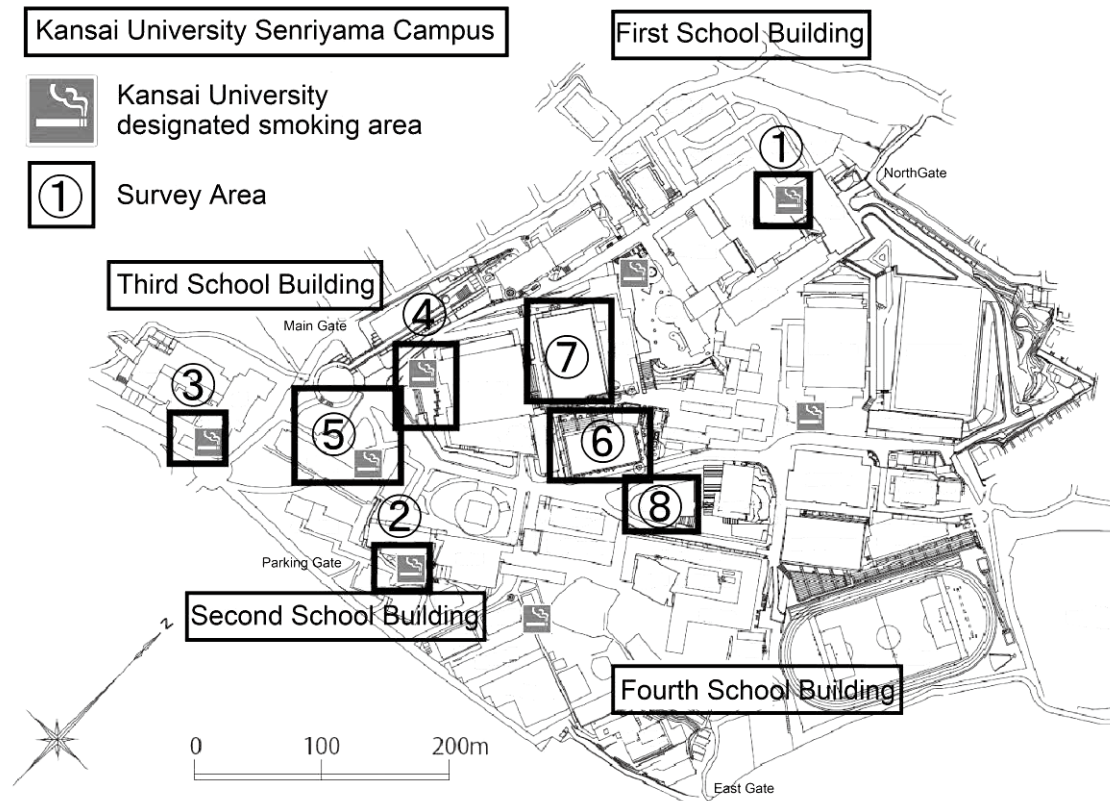 Kansai University Senriyama Campus
First School Building
Kansai University
designated smoking area
①
Survey Area
①
NorthGate
Third School Building
Main Gate
④
⑦
③
⑤
⑥
⑧
②
Parking Gate
Second School Building
N
Fourth School Building
0 100 200m
East Gate